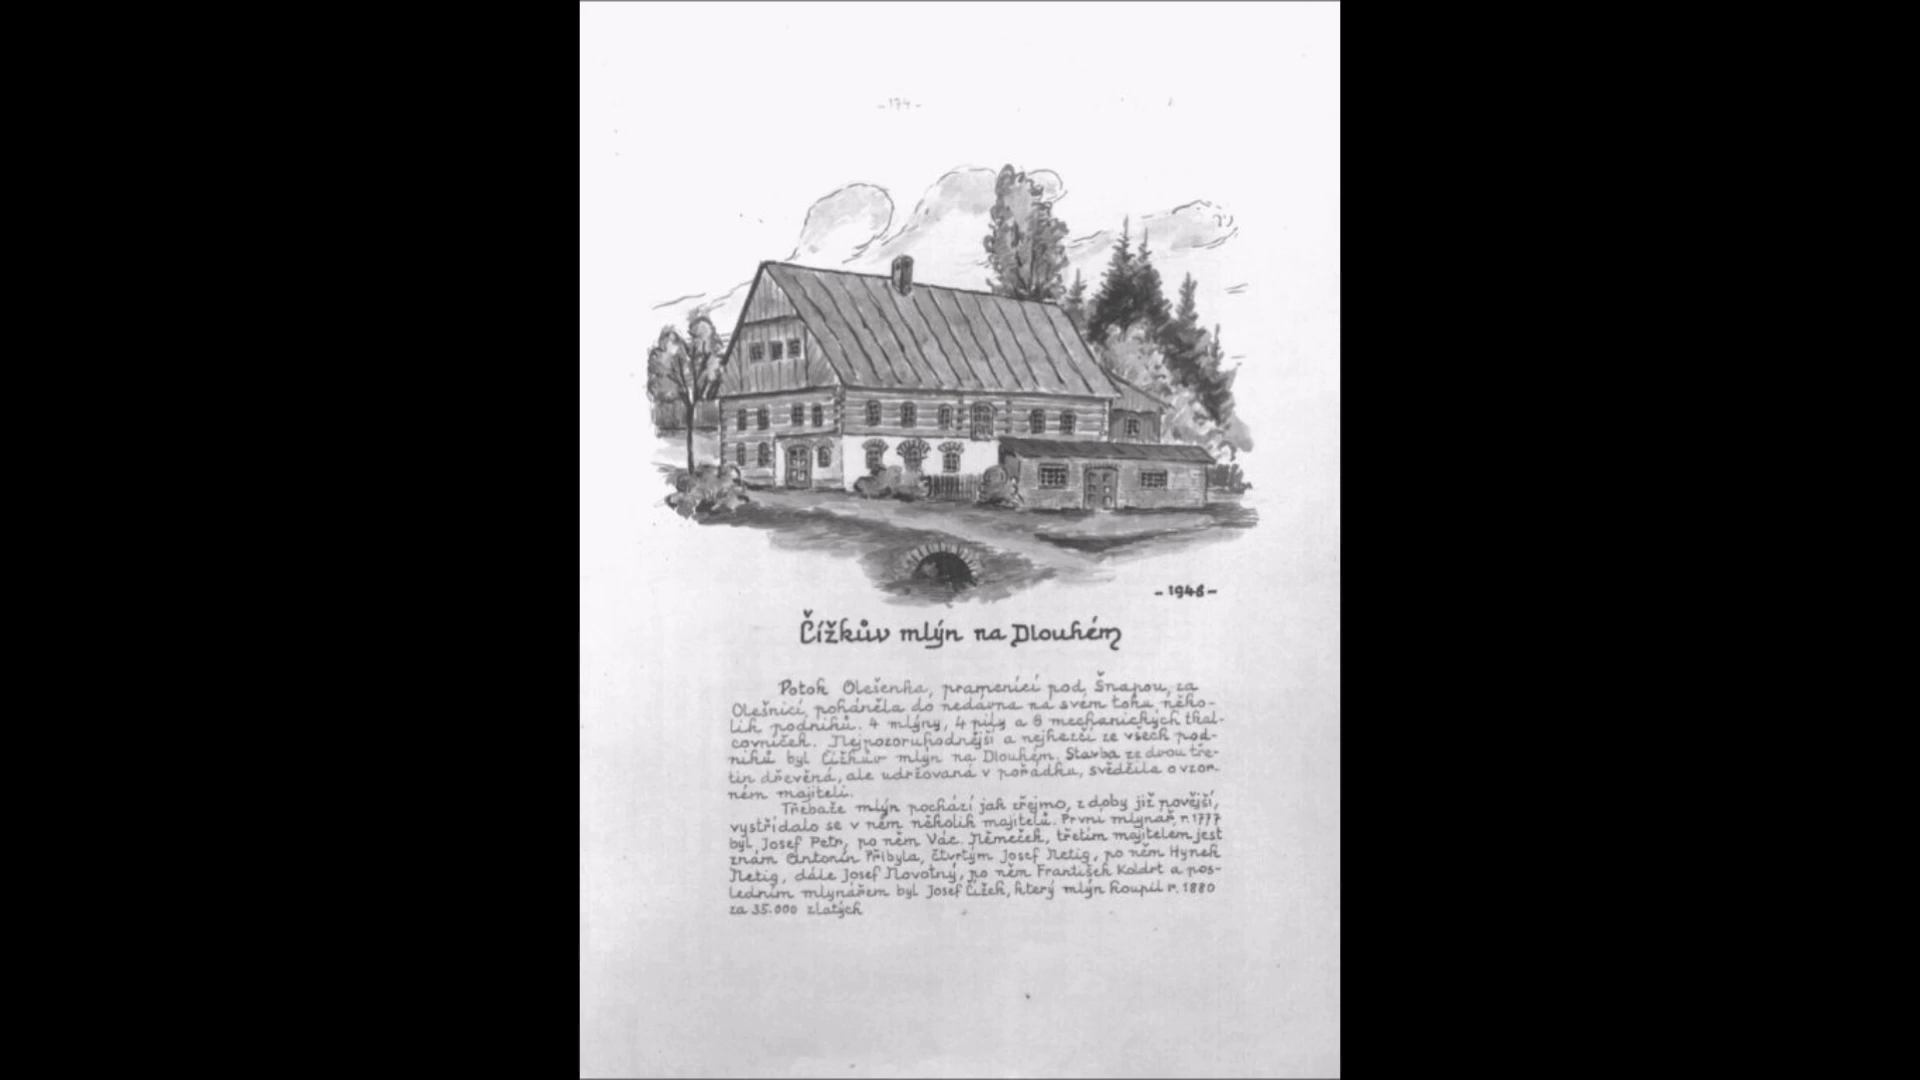 -174-
-1948-
Čížkův mlýn na Dlouhém
Potok Olešenka, pramenící pod Šnapou, za
Olešnicí, poháněla do nedávna na svém toku něko-
lik podniků. 4 mlýny, 4 pily a 8 mechanických tkal-
covniček. Nejpozoruhodnější a nejhezčí ze všech pod-
niků byl Čížkův mlýn na Dlouhém. Stavba ze dvou tře-
tin dřevěná, ale udržovaná v pořádku, svědčila o vzor-
ném majiteli.
Třebaže mlýn pochází jak zřejmo, z doby již novější,
vystřídalo se v něm několik majitelů. První mlynář, r. 1777
byl Josef Petr, po něm Vác. Němeček, třetím majitelem jest
znám Antonín Přibyla, čtvrtým Josef Netig, po něm Hynek
Netig, dále Josef Novotný, po něm František Koldrt a pos-
ledním mlynářem byl Josef Čížek, který mlýn koupil r. 1880
za 35.000 zlatých